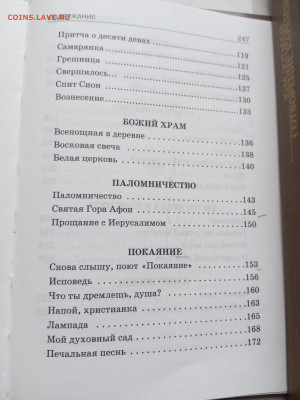 COINS.LAVE.RU
247
Притча о десяти девах
Самарянка 119
Грешница 121
Свершилось... 125
Спит Сион 127
Вознесение 130
133
БОЖИЙ ХРАМ
Всенощная в деревне 136
Восковая свеча 138
Белая церковь 140
ПАЛОМНИЧЕСТВО
Паломничество 143
Святая Гора Афон 145
Прощание с Иерусалимом 150
ПОКАЯНИЕ
Снова слышу, поют «Покаяние» 153
Исповедь 156
Что ты дремлешь, душа? 160
Напой, христианка 163
Лампада 165
Мой духовный сад 168
Печальная песнь 172